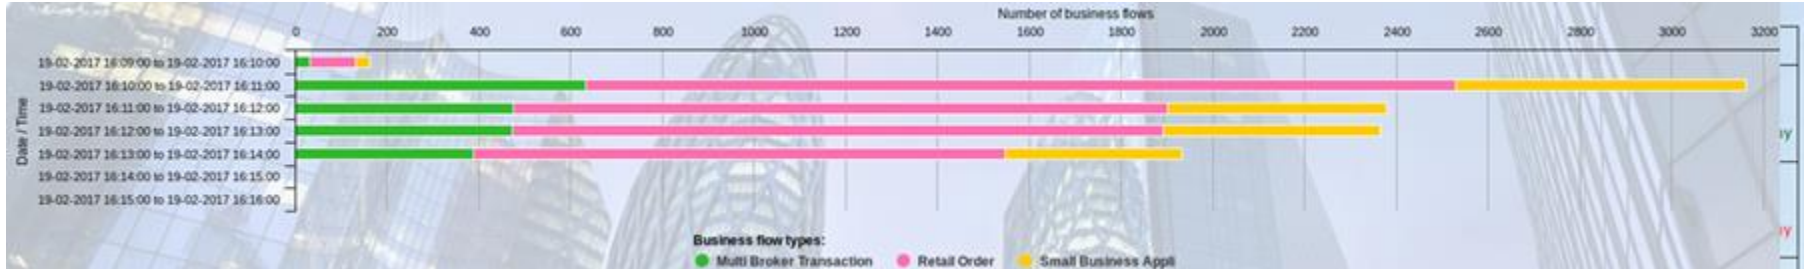 Number of business flows
0 200 400 600 800 1000 1200 1400 1600 1800 2000 2200 2400 2600 2800 3000 3200
Date / Time
19-02-2017 16:09:00 to 19-02-2017 16:10:00
19-02-2017 16:10:00 to 19-02-2017 16:11:00
19-02-2017 16:11:00 to 19-02-2017 16:12:00
19-02-2017 16:12:00 to 19-02-2017 16:13:00
19-02-2017 16:13:00 to 19-02-2017 16:14:00
19-02-2017 16:14:00 to 19-02-2017 16:15:00
19-02-2017 16:15:00 to 19-02-2017 16:16:00
Business flow types:
Multi Broker Transaction Retail Order Small Business Appli